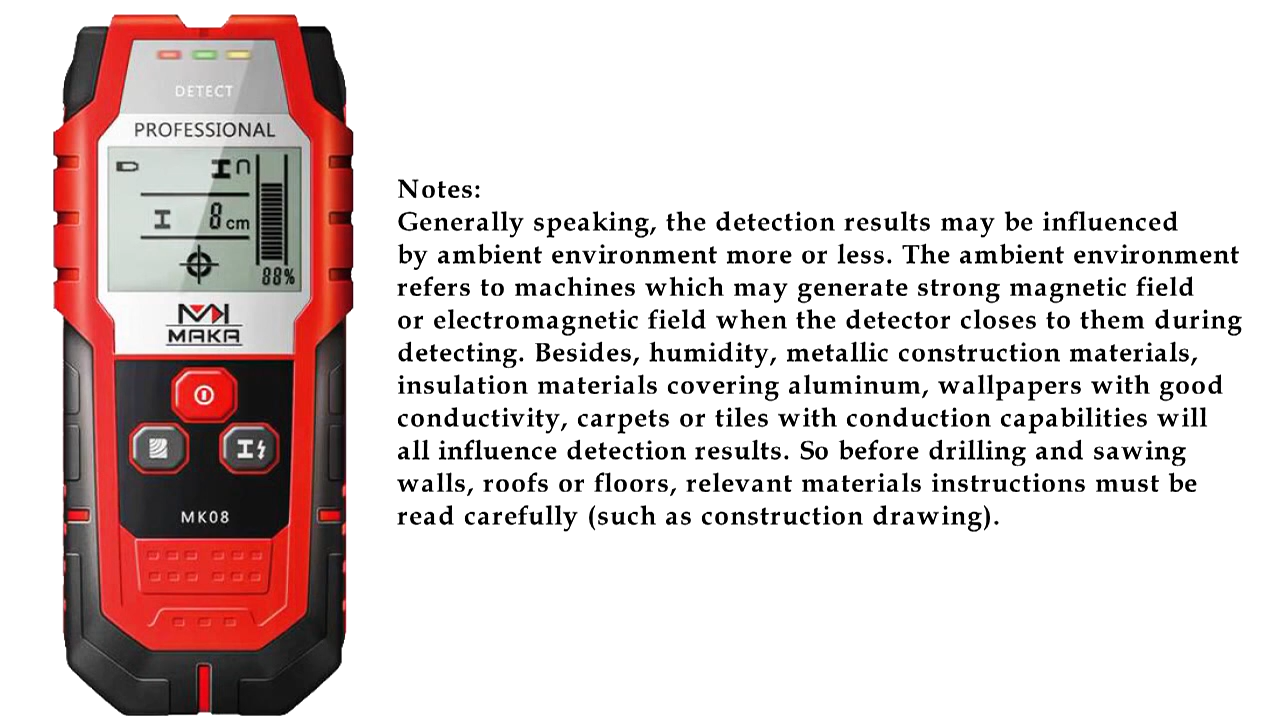 DETECT
PROFESSIONAL
8 cm
88%
MAKA
MK08
Notes:
Generally speaking, the detection results may be influenced
by ambient environment more or less. The ambient environment
refers to machines which may generate strong magnetic field
or electromagnetic field when the detector closes to them during
detecting. Besides, humidity, metallic construction materials,
insulation materials covering aluminum, wallpapers with good
conductivity, carpets or tiles with conduction capabilities will
all influence detection results. So before drilling and sawing
walls, roofs or floors, relevant materials instructions must be
read carefully (such as construction drawing).